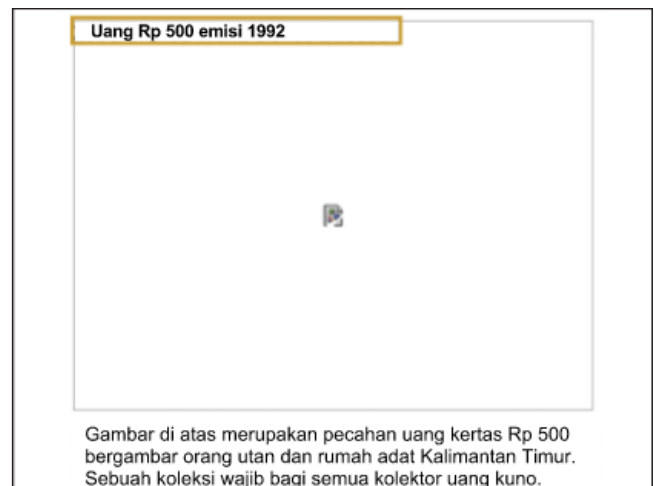 Uang Rp 500 emisi 1992
Gambar di atas merupakan pecahan uang kertas Rp 500
bergambar orang utan dan rumah adat Kalimantan Timur.
Sebuah koleksi wajib bagi semua kolektor uang kuno.